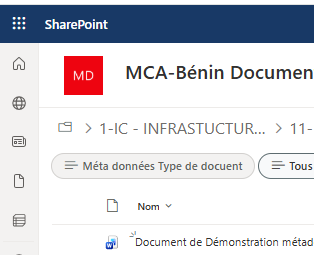 SharePoint
MD
MCA-Bénin Documen
1-IC - INFRASTUCTUR... > 11-
Méta données Type de docuent
Tous
Nom
Document de Démonstration métad